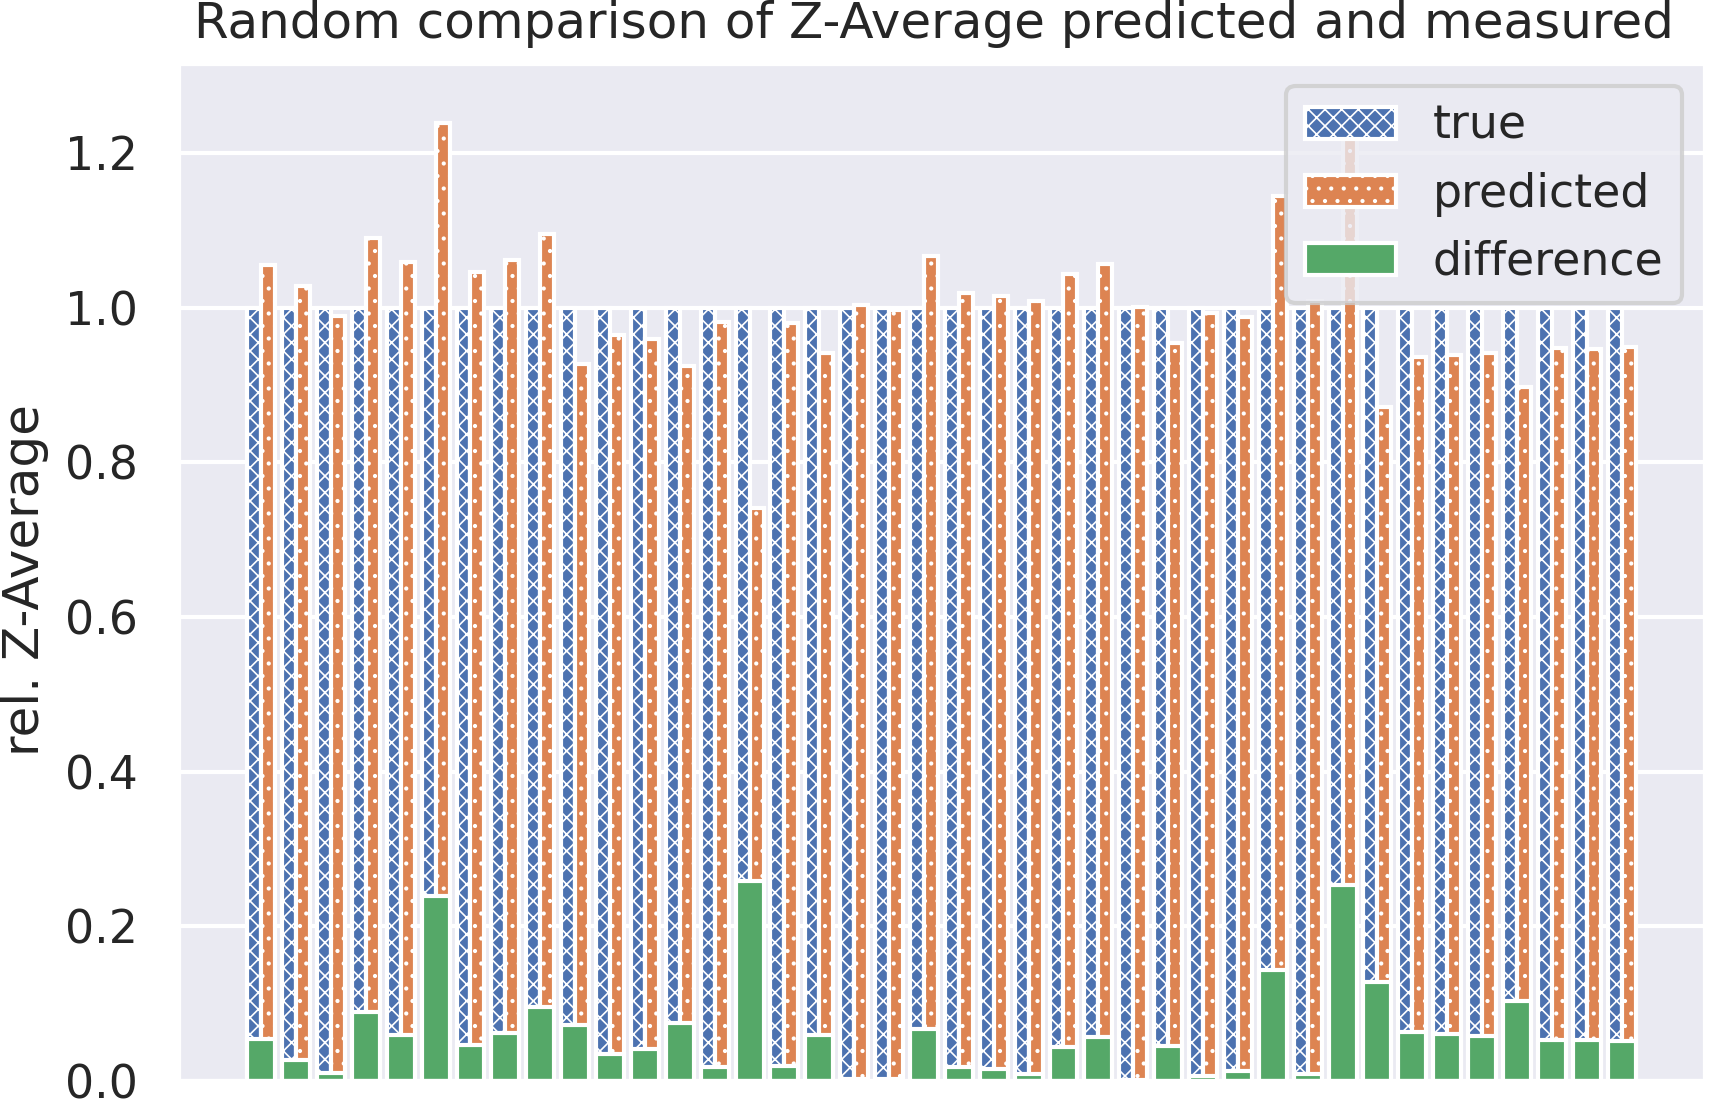 Random comparison of Z-Average predicted and measured
true
predicted
difference
rel. Z-Average
1.2
1.0
0.8
0.6
0.4
0.2
0.0